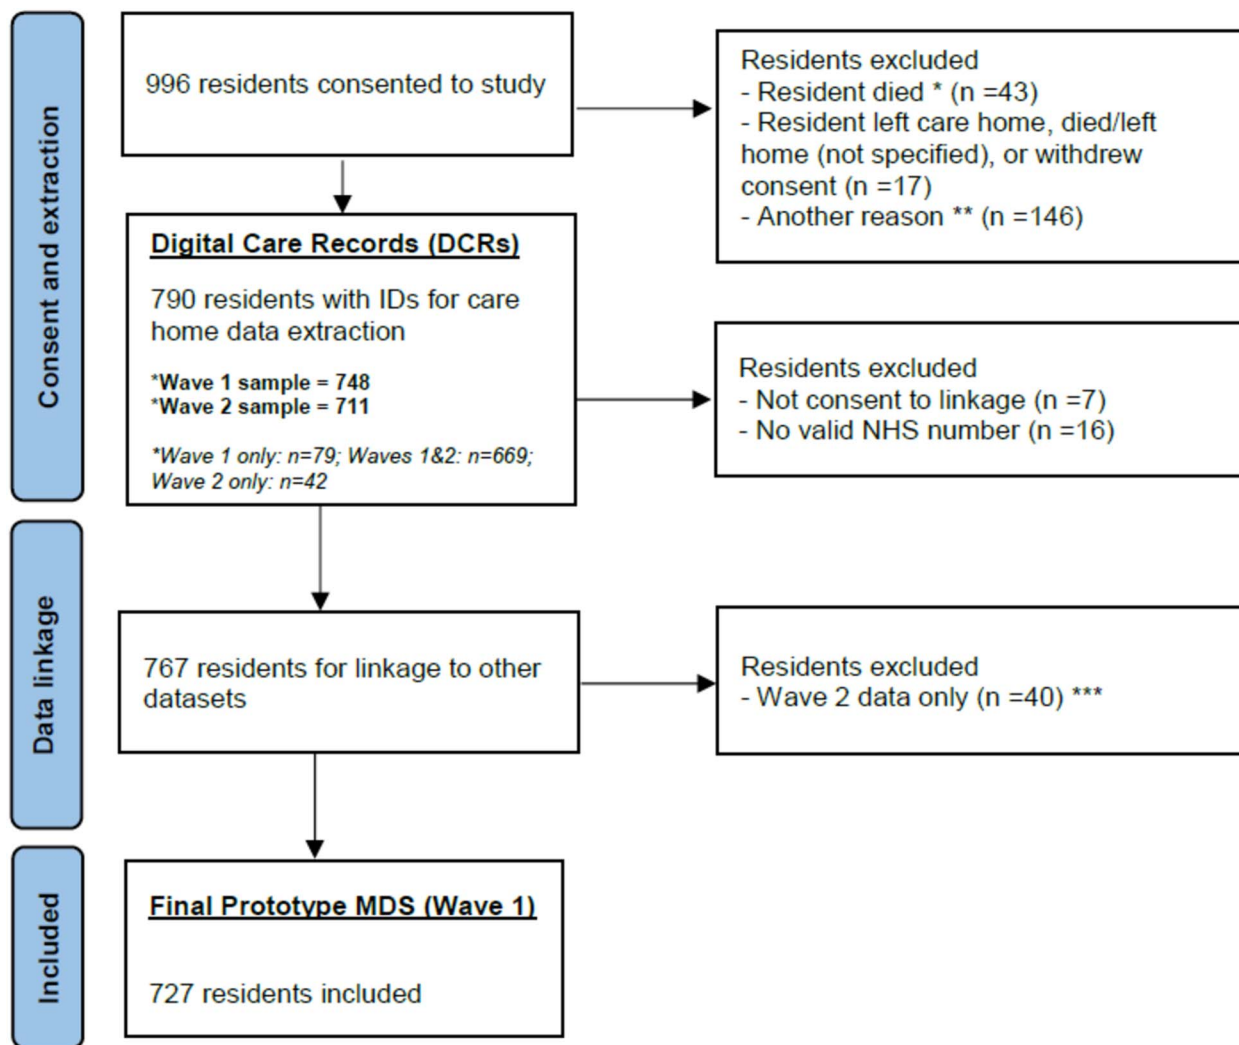 Consent and extraction
996 residents consented to study
Residents excluded
- Resident died * (n =43)
- Resident left care home, died/left
home (not specified), or withdrew
consent (n =17)
- Another reason ** (n =146)
Digital Care Records (DCRs)
790 residents with IDs for care
home data extraction
*Wave 1 sample = 748
*Wave 2 sample = 711
*Wave 1 only: n=79; Waves 1&2: n=669;
Wave 2 only: n=42
Residents excluded
- Not consent to linkage (n =7)
- No valid NHS number (n =16)
Data linkage
767 residents for linkage to other
datasets
Residents excluded
- Wave 2 data only (n =40) ***
Included
Final Prototype MDS (Wave 1)
727 residents included